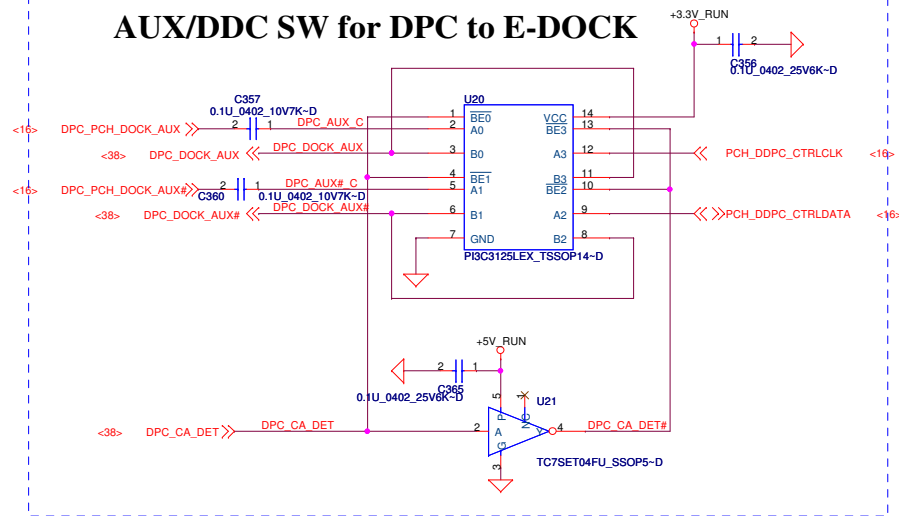 AUX/DDC SW for DPC to E-DOCK
+3.3V_RUN
1 2
C356
0.1U_0402_25V6K~D
C357
0.1U_0402_10V7K~D
U20
<16> DPC_PCH_DOCK_AUX 2 1 DPC_AUX_C
1 BE0 VCC 14
2 A0 BE3 13
<38> DPC_DOCK_AUX DPC_DOCK_AUX 3 B0 A3 12 PCH_DDPC_CTRLCLK <16>
4 BE1 B3 11
<16> DPC_PCH_DOCK_AUX# 2 1 DPC_AUX#_C 5 A1 BE2 10
C360 0.1U_0402_10V7K~D
<38> DPC_DOCK_AUX# DPC_DOCK_AUX# 6 B1 A2 9 PCH_DDPC_CTRLDATA <16>
7 GND B2 8
PI3C3125LEX_TSSOP14~D
+5V_RUN
2 1
C365
0.1U_0402_25V6K~D
5 P 1 NC U21
<38> DPC_CA_DET DPC_CA_DET 2 A Y 4 DPC_CA_DET#
G 3
TC7SET04FU_SSOP5~D